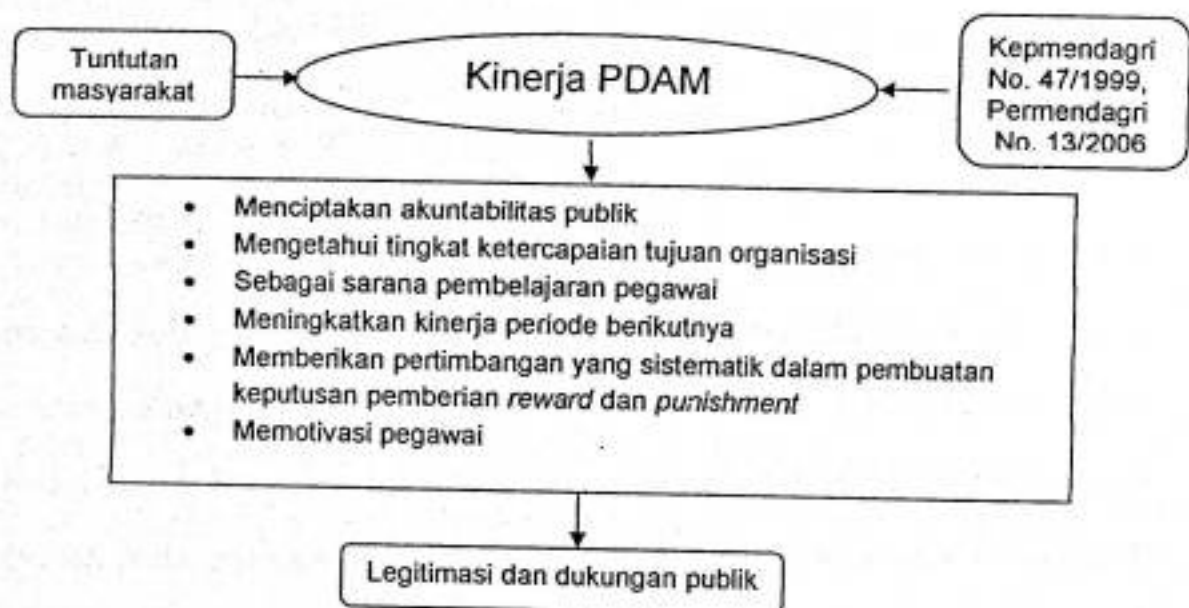 Tuntutan
masyarakat
Kinerja PDAM
Kepmendagri
No. 47/1999,
Permendagri
No. 13/2006
• Menciptakan akuntabilitas publik
• Mengetahui tingkat ketercapaian tujuan organisasi
• Sebagai sarana pembelajaran pegawai
• Meningkatkan kinerja periode berikutnya
• Memberikan pertimbangan yang sistematik dalam pembuatan
keputusan pemberian reward dan punishment
• Memotivasi pegawai
Legitimasi dan dukungan publik